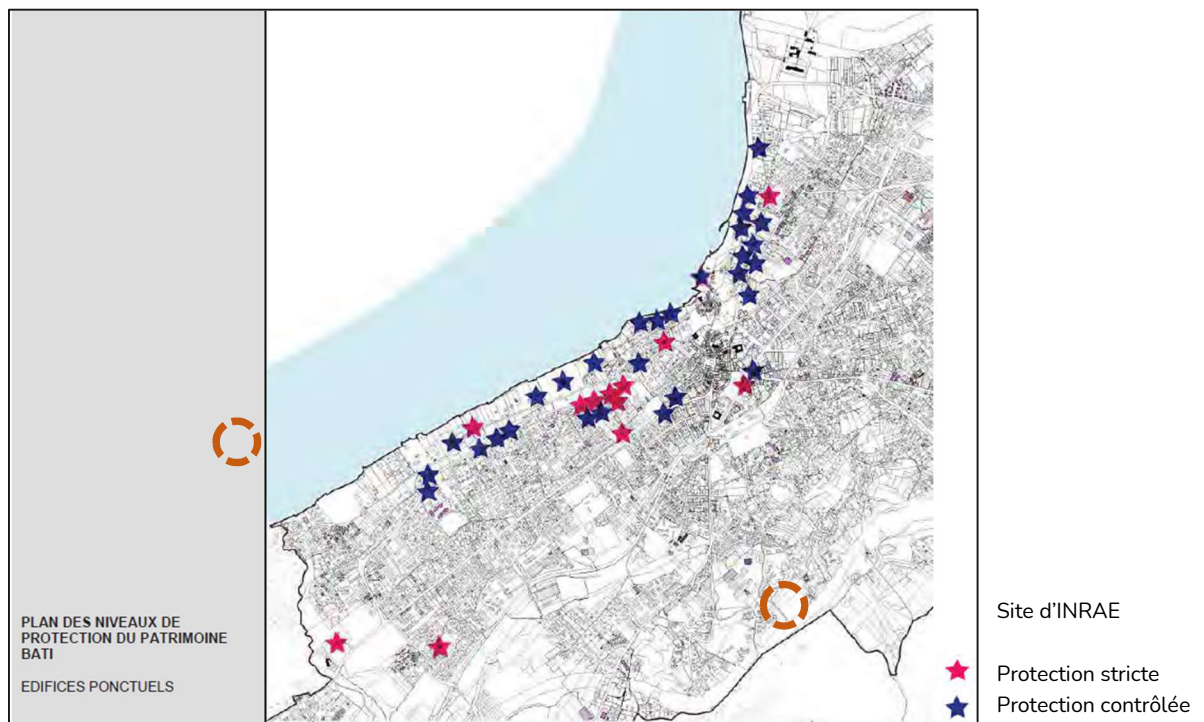 PLAN DES NIVEAUX DE
PROTECTION DU PATRIMOINE
BATI
EDIFICES PONCTUELS
Site d'INRAE
Protection stricte
Protection contrôlée